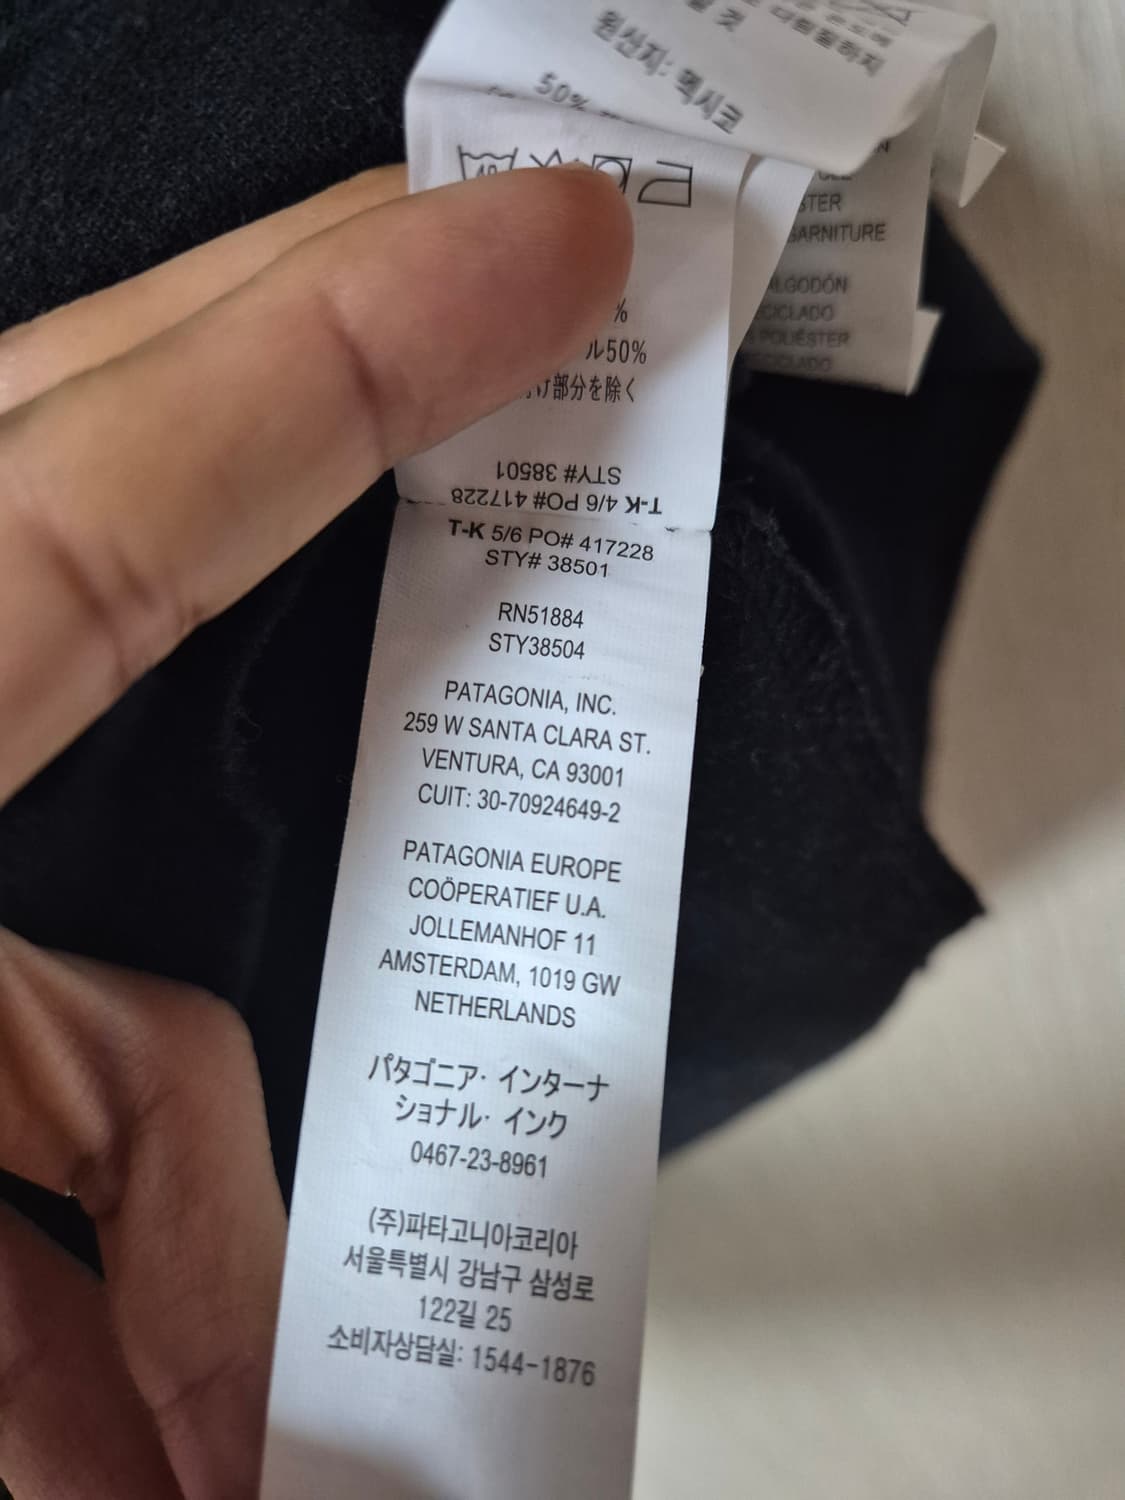 원산지: 멕시코
50%
%
ル50%
部分を除く
STER
GARNITURE
ALGODÓN
POLIÉSTER
STY# 38501
T-K 4/6 PO# 417228
T-K 5/6 PO# 417228
STY# 38501
RN51884
STY38504
PATAGONIA, INC.
259 W SANTA CLARA ST.
VENTURA, CA 93001
CUIT: 30-70924649-2
PATAGONIA EUROPE
COÖPERATIEF U.A.
JOLLEMANHOF 11
AMSTERDAM, 1019 GW
NETHERLANDS
パタゴニア· インターナ
ショナル· インク
0467-23-8961
(주)파타고니아코리아
서울특별시 강남구 삼성로
122길 25
소비자상담실: 1544-1876